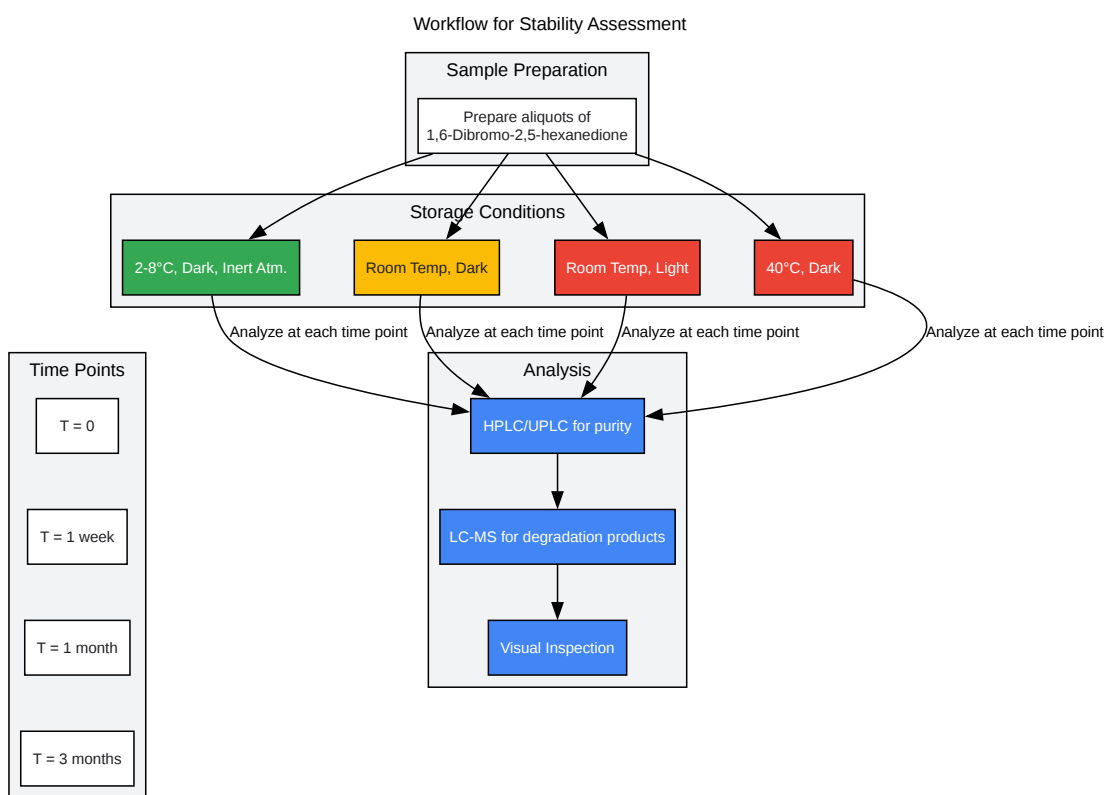 Workflow for Stability Assessment
Sample Preparation
Prepare aliquots of
1,6-Dibromo-2,5-hexanedione
Storage Conditions
2-8°C, Dark, Inert Atm.
Room Temp, Dark
Room Temp, Light
40°C, Dark
Analyze at each time point
Analyze at each time point
Analyze at each time point
Analyze at each time point
Time Points
T = 0
T = 1 week
T = 1 month
T = 3 months
Analysis
HPLC/UPLC for purity
LC-MS for degradation products
Visual Inspection